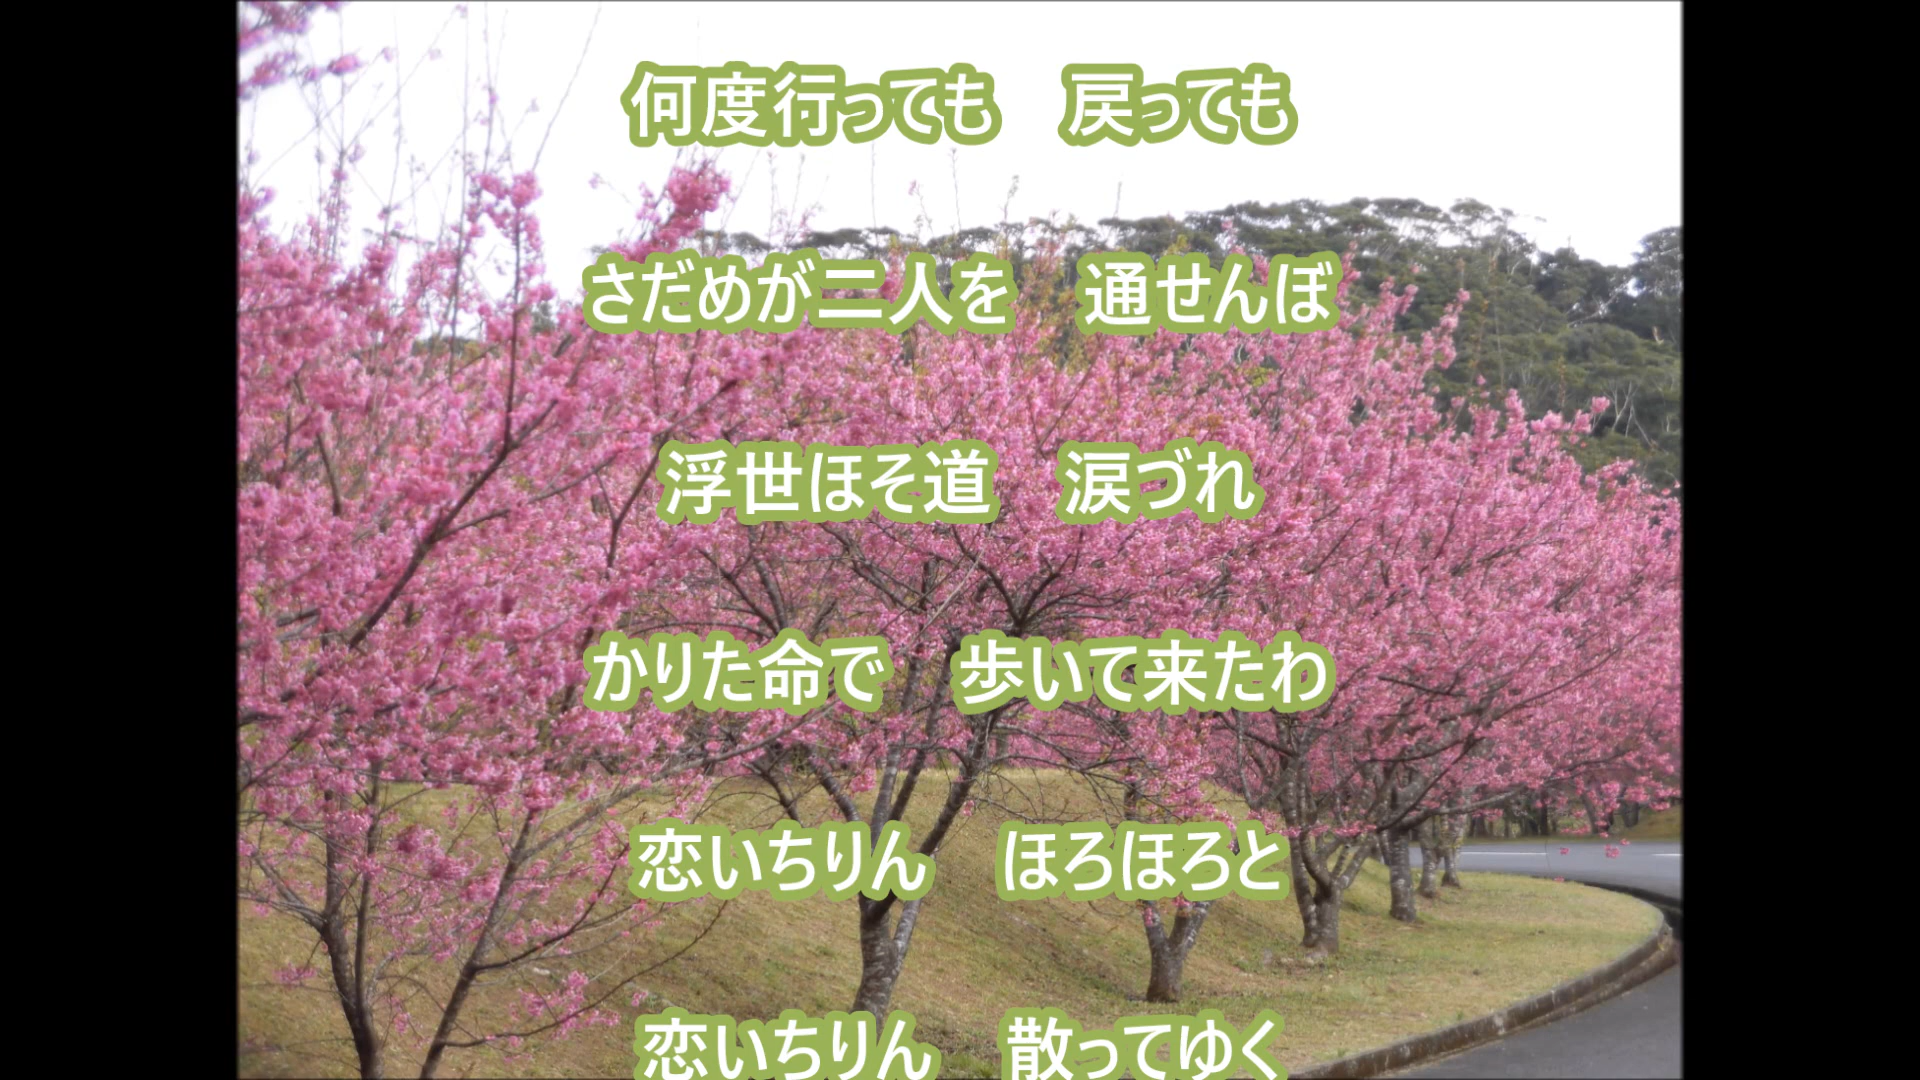 何度行っても　戻っても
さだめが二人を　通せんぼ
浮世ほそ道　涙づれ
かりた命で　歩いて来たわ
恋いちりん　ほろほろと
恋いちりん　散ってゆく